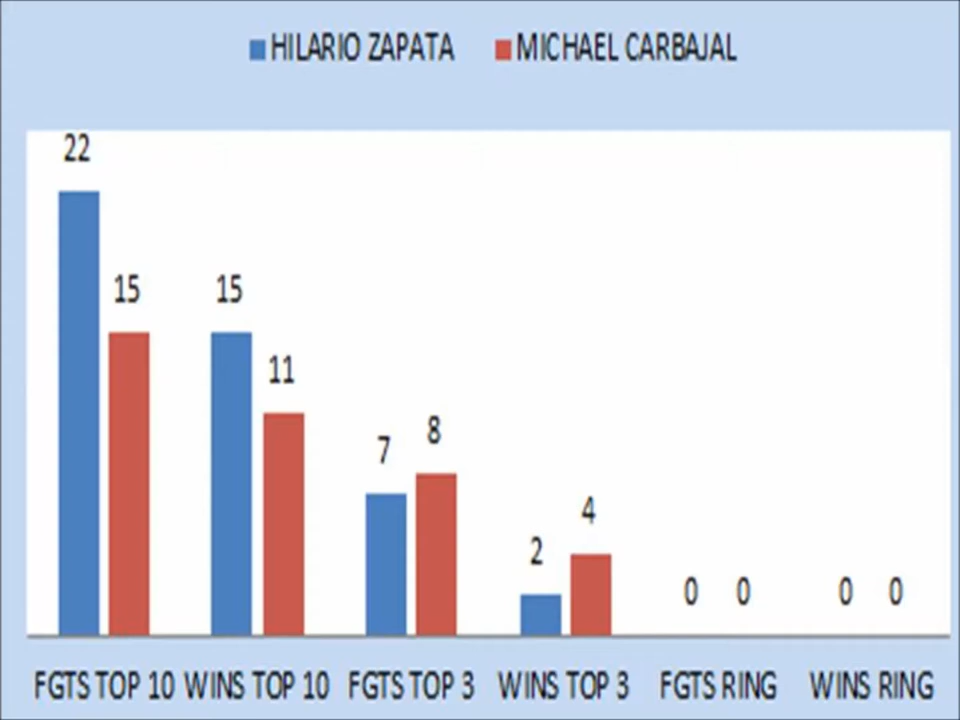 HILARIO ZAPATA MICHAEL CARBAJAL
22
15 15
11
7 8
2 4
0 0 0 0
FGTS TOP 10 WINS TOP 10 FGTS TOP 3 WINS TOP 3 FGTS RING WINS RING